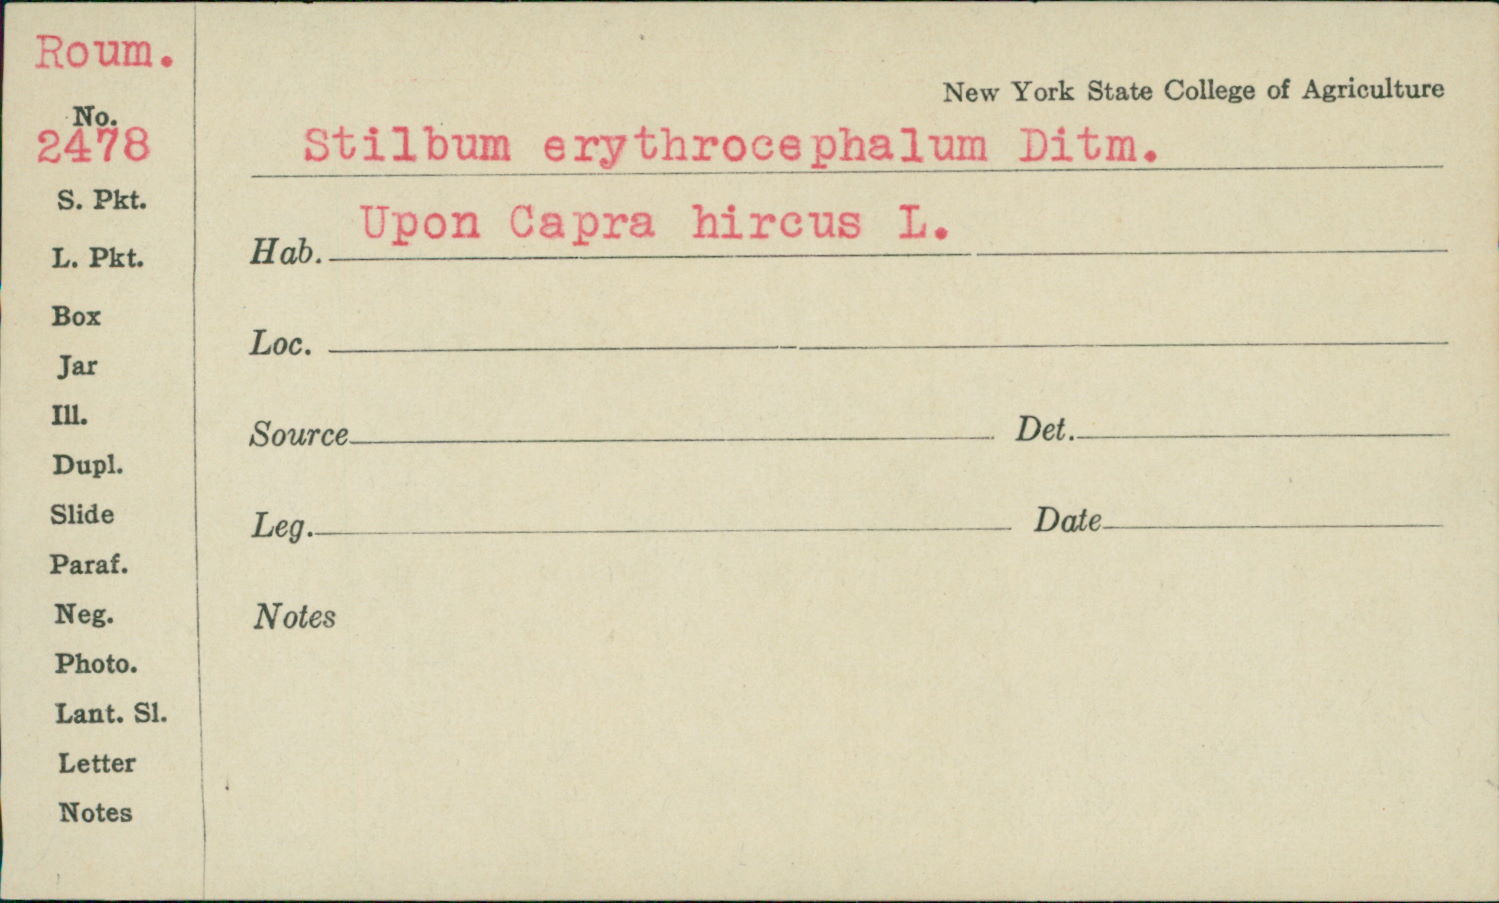 Roum.
No.
2478
S. Pkt.
L. Pkt.
Box
Jar
Ill.
Dupl.
Slide
Paraf.
Neg.
Photo.
Lant. Sl.
Letter
Notes
New York State College of Agriculture
Stilbum erythrocephalum Ditm.
Hab. Upon Capra hircus L.
Loc.
Source Det.
Leg. Date
Notes